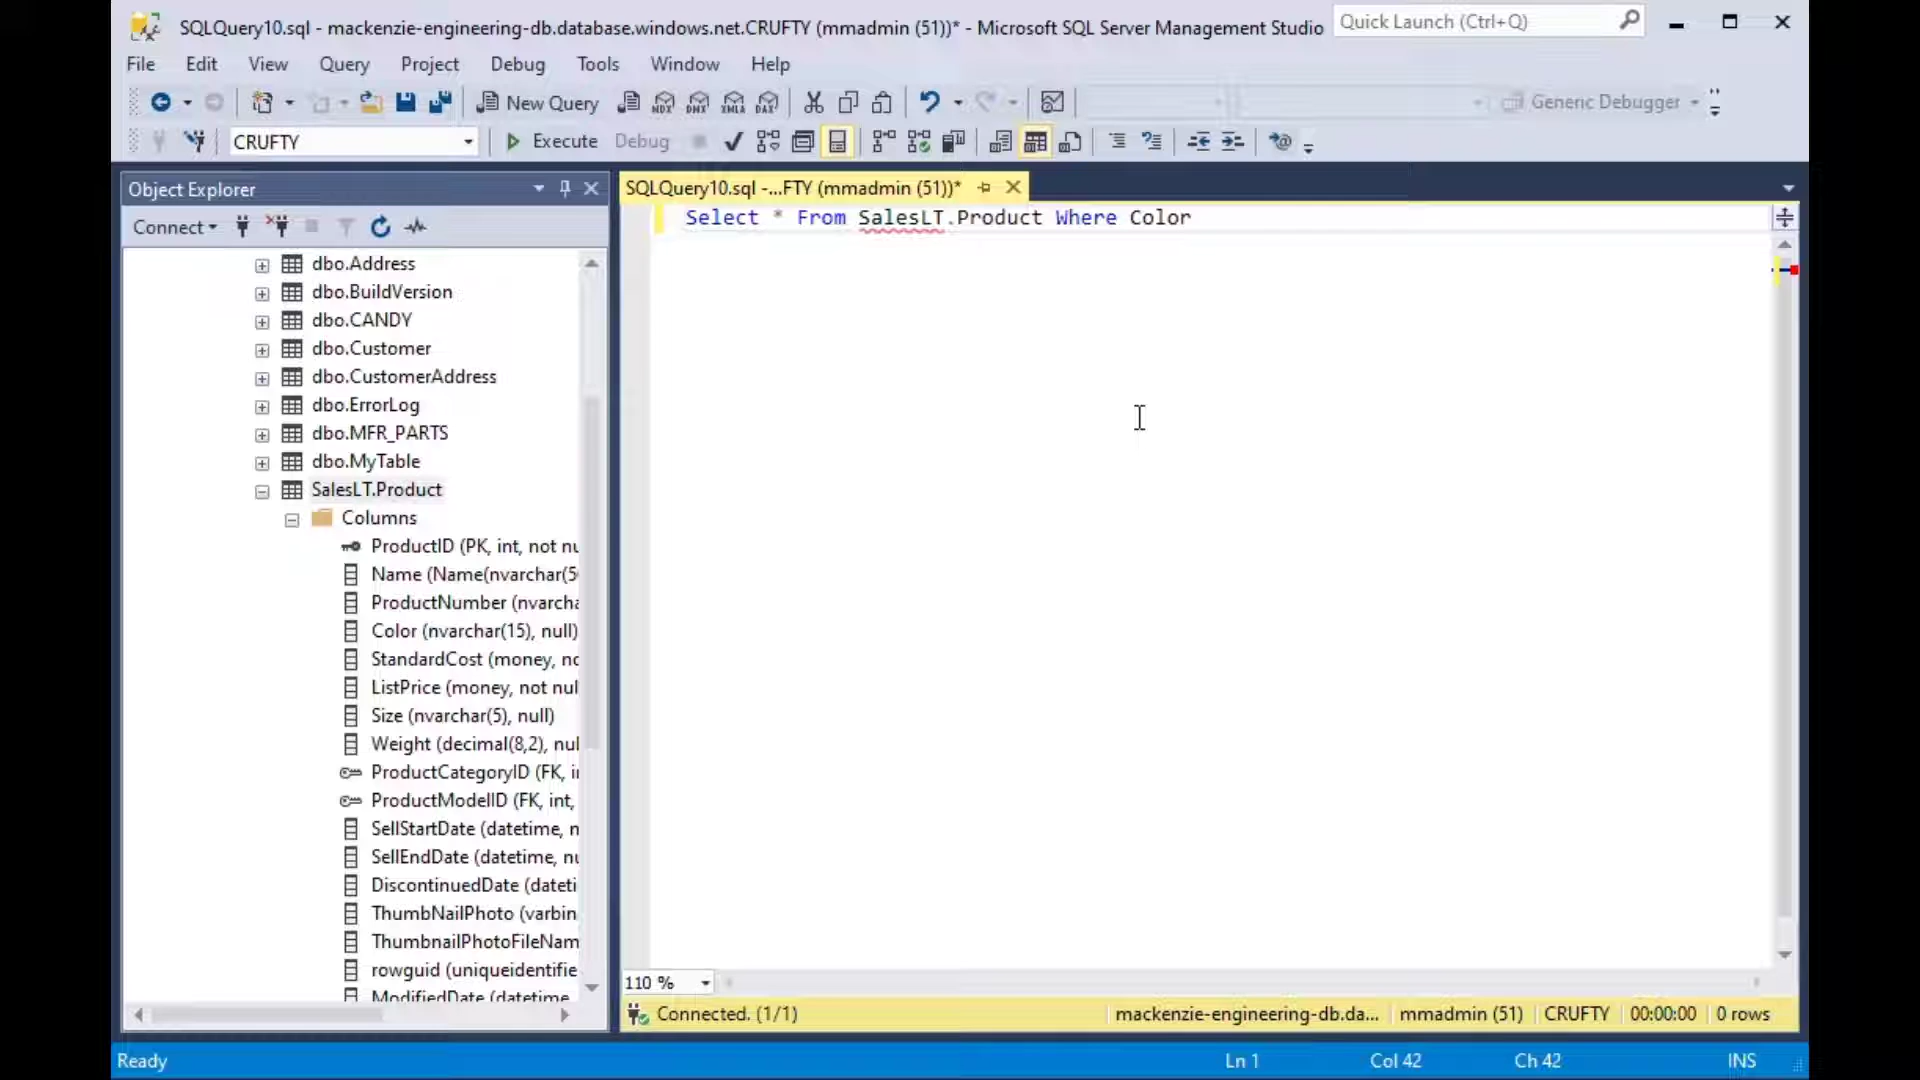 SQLQuery10.sql - mackenzie-engineering-db.database.windows.net.CRUFTY (mmadmin (51))* - Microsoft SQL Server Management Studio
Quick Launch (Ctrl+Q)
File Edit View Query Project Debug Tools Window Help
New Query
MDX DMX XMLA DAX
Generic Debugger
CRUFTY
Execute Debug
Object Explorer
SQLQuery10.sql -...FTY (mmadmin (51))*
Connect
Select * From SalesLT.Product Where Color
dbo.Address
dbo.BuildVersion
dbo.CANDY
dbo.Customer
dbo.CustomerAddress
dbo.ErrorLog
dbo.MFR_PARTS
dbo.MyTable
SalesLT.Product
Columns
ProductID (PK, int, not nu
Name (Name(nvarchar(5
ProductNumber (nvarcha
Color (nvarchar(15), null)
StandardCost (money, no
ListPrice (money, not nul
Size (nvarchar(5), null)
Weight (decimal(8,2), nul
ProductCategoryID (FK, i
ProductModelID (FK, int,
SellStartDate (datetime, n
SellEndDate (datetime, nu
DiscontinuedDate (dateti
ThumbNailPhoto (varbin
ThumbnailPhotoFileNam
rowguid (uniqueidentifie
ModifiedDate (datetime
110 %
Connected. (1/1)
mackenzie-engineering-db.da... mmadmin (51) CRUFTY 00:00:00 0 rows
Ready
Ln 1 Col 42 Ch 42 INS